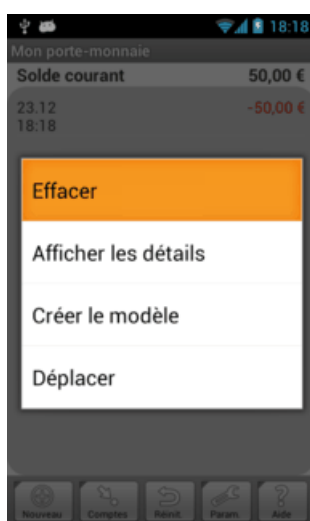 18:18
Mon porte-monnaie
Solde courant 50,00 €
23.12 -50,00 €
18:18
Effacer
Afficher les détails
Créer le modèle
Déplacer
Nouveau Comptes Reinit. Param. Aide